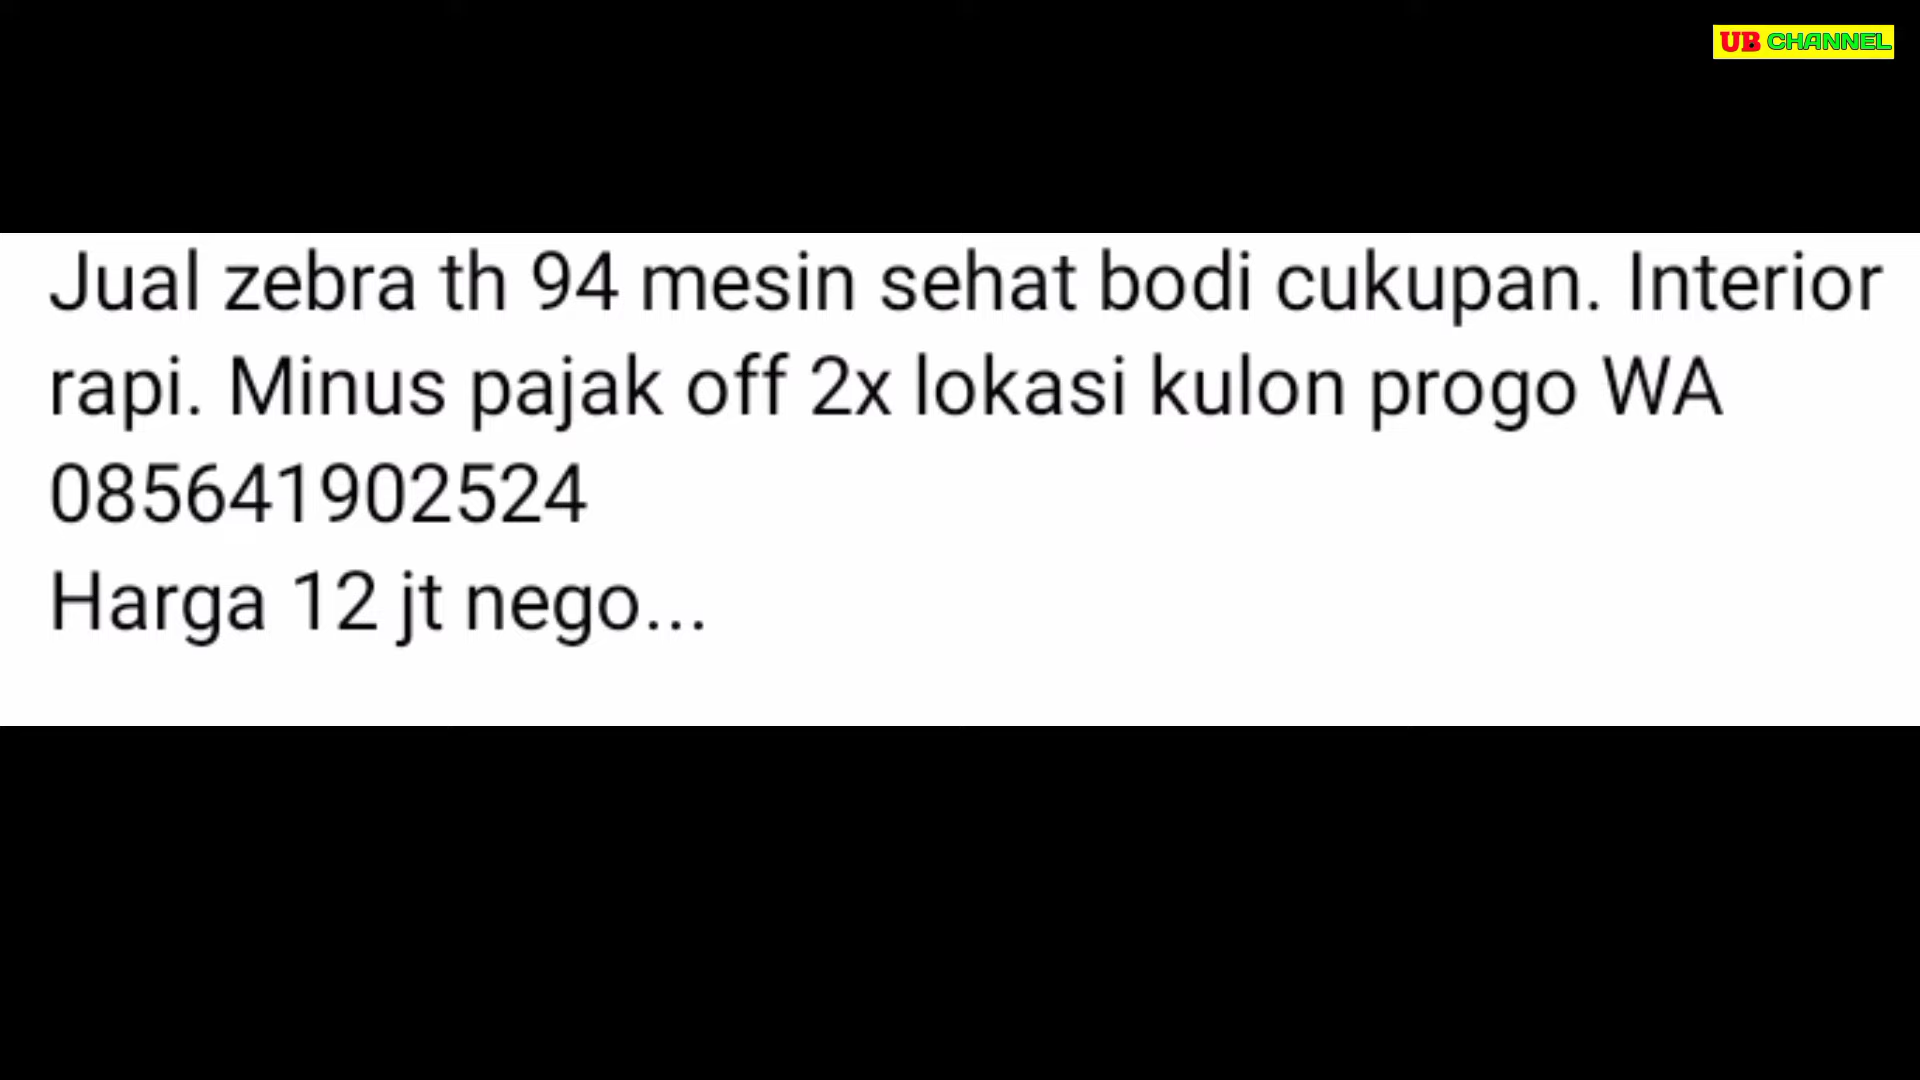 UB CHANNEL
Jual zebra th 94 mesin sehat bodi cukupan. Interior
rapi. Minus pajak off 2x lokasi kulon progo WA
085641902524
Harga 12 jt nego...